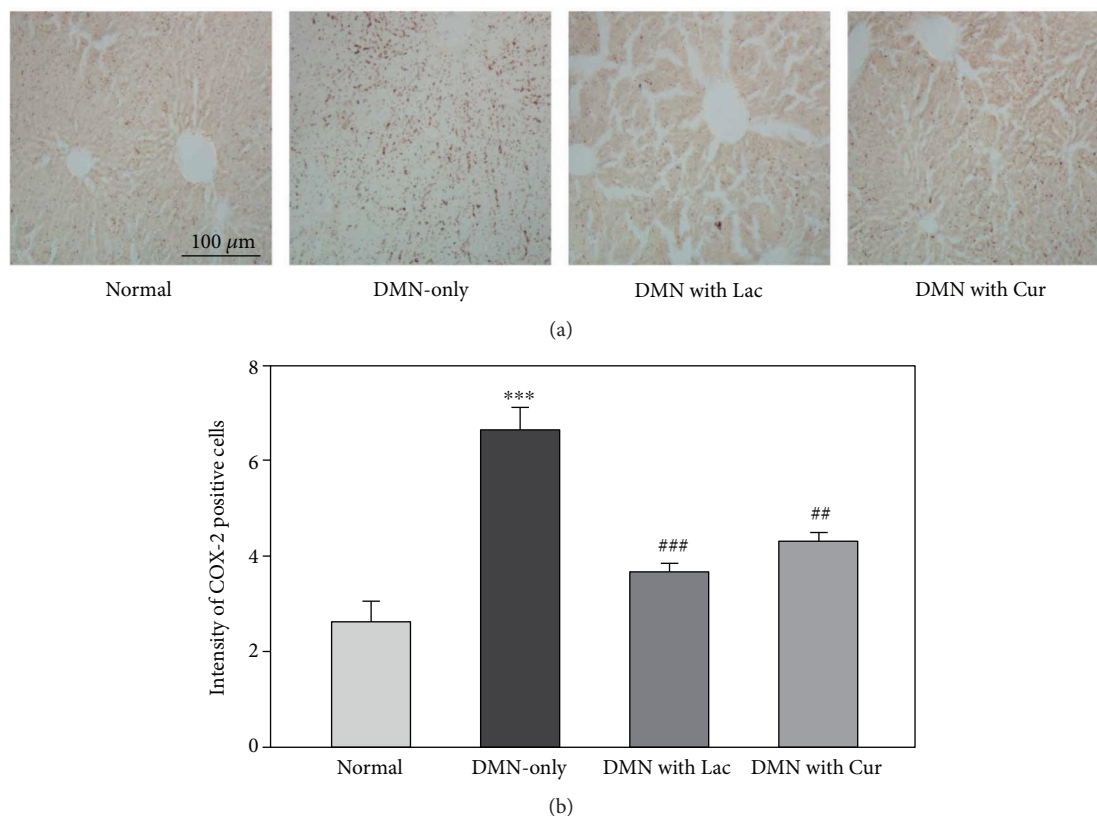 100 μm
Normal
DMN-only
DMN with Lac
DMN with Cur
(a)
Intensity of COX-2 positive cells
8
6
4
2
0
***
###
##
Normal
DMN-only
DMN with Lac
DMN with Cur
(b)